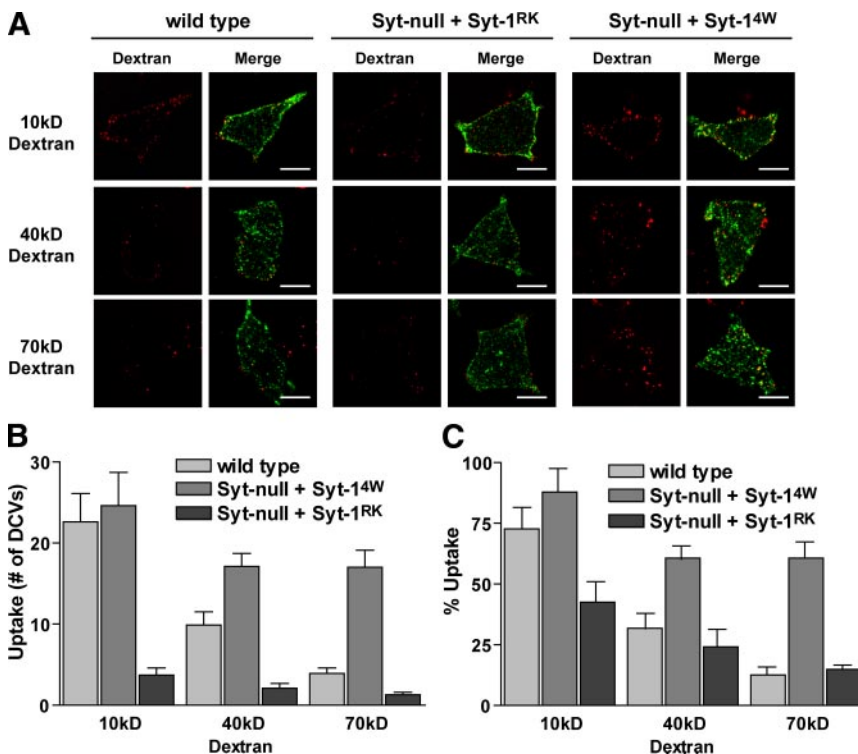 A
wild type
Syt-null + Syt-1RK
Syt-null + Syt-14W
Dextran
Merge
Dextran
Merge
Dextran
Merge
10kD
Dextran
40kD
Dextran
70kD
Dextran
B
wild type
Syt-null + Syt-14W
Syt-null + Syt-1RK
Uptake (# of DCVs)
30
20
10
0
10kD
40kD
70kD
Dextran
C
wild type
Syt-null + Syt-14W
Syt-null + Syt-1RK
% Uptake
100
75
50
25
0
10kD
40kD
70kD
Dextran